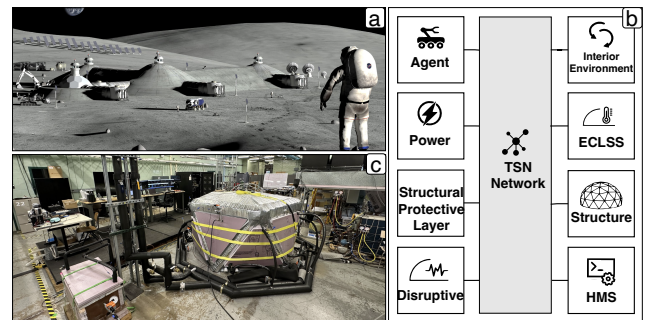 a
b
c
Agent
Interior
Environment
Power
ECLSS
TSN
Network
Structural
Protective
Layer
Structure
Disruptive
HMS